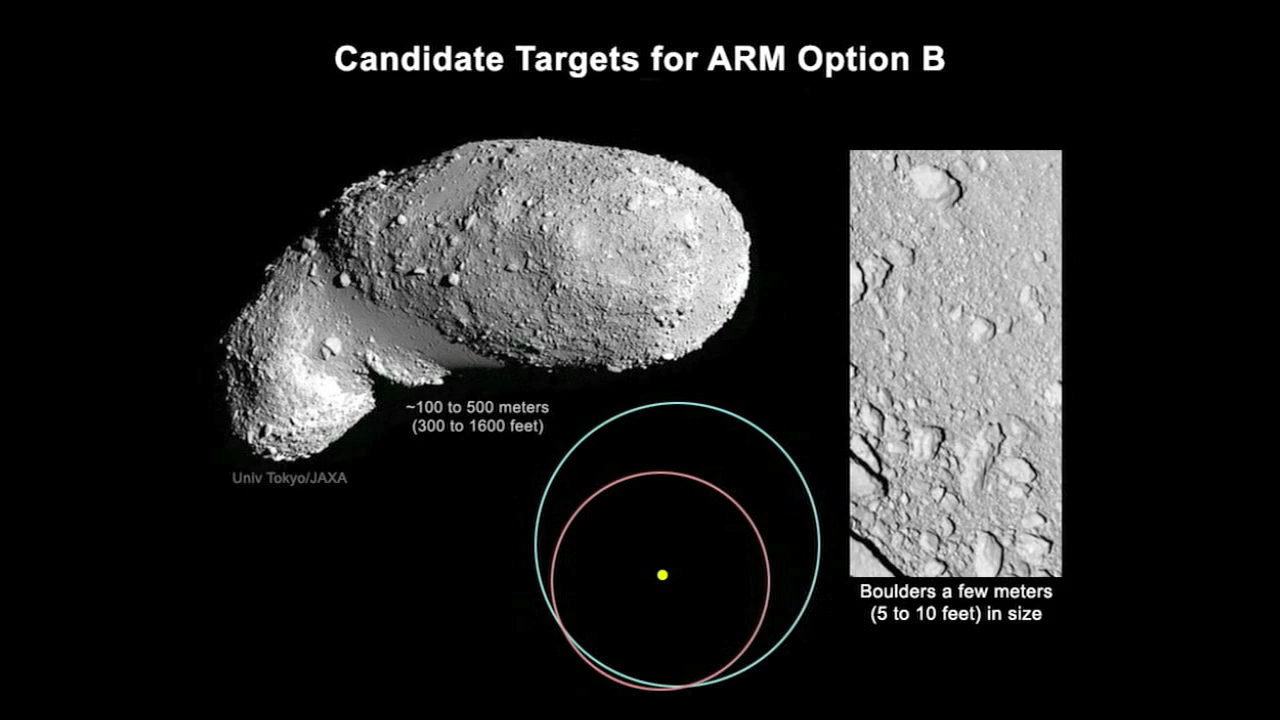 Candidate Targets for ARM Option B
~100 to 500 meters
(300 to 1600 feet)
Univ Tokyo/JAXA
Boulders a few meters
(5 to 10 feet) in size